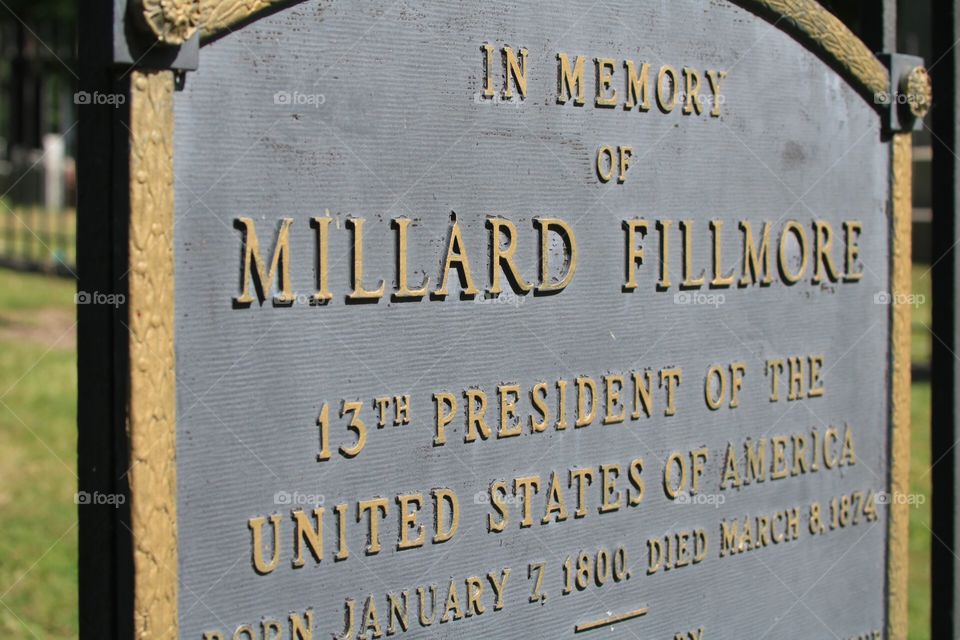 IN MEMORY
OF
MILLARD FILLMORE
13TH PRESIDENT OF THE
UNITED STATES OF AMERICA
BORN JANUARY 7, 1800. DIED MARCH 8, 1874
BY